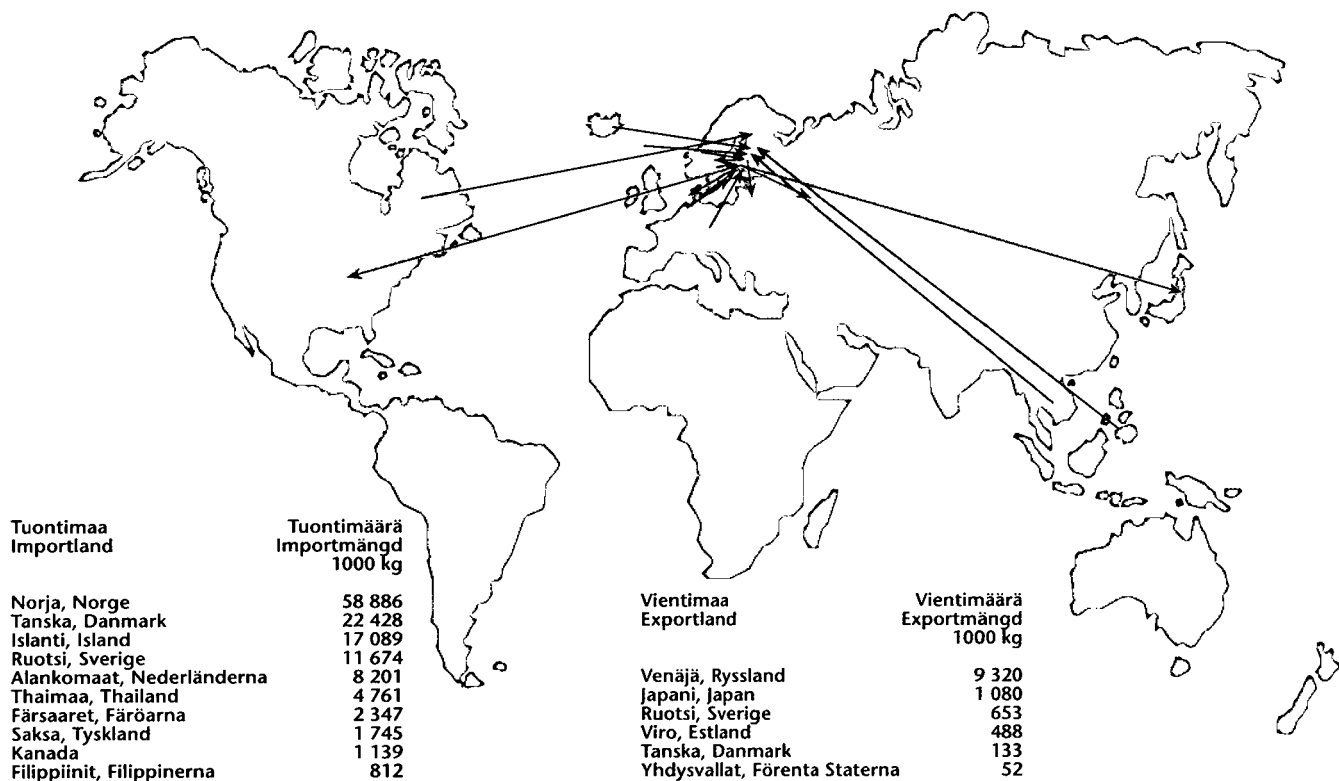 Tuontimaa Tuontimäärä
Importland Importmängd
1000 kg
Norja, Norge 58 886
Tanska, Danmark 22 428
Islanti, Island 17 089
Ruotsi, Sverige 11 674
Alankomaat, Nederländerna 8 201
Thaimaa, Thailand 4 761
Färsaaret, Färöarna 2 347
Saksa, Tyskland 1 745
Kanada 1 139
Filippiinit, Filippinerna 812
Vientimaa Vientimäärä
Exportland Exportmängd
1000 kg
Venäjä, Ryssland 9 320
Japani, Japan 1 080
Ruotsi, Sverige 653
Viro, Estland 488
Tanska, Danmark 133
Yhdysvallat, Förenta Staterna 52